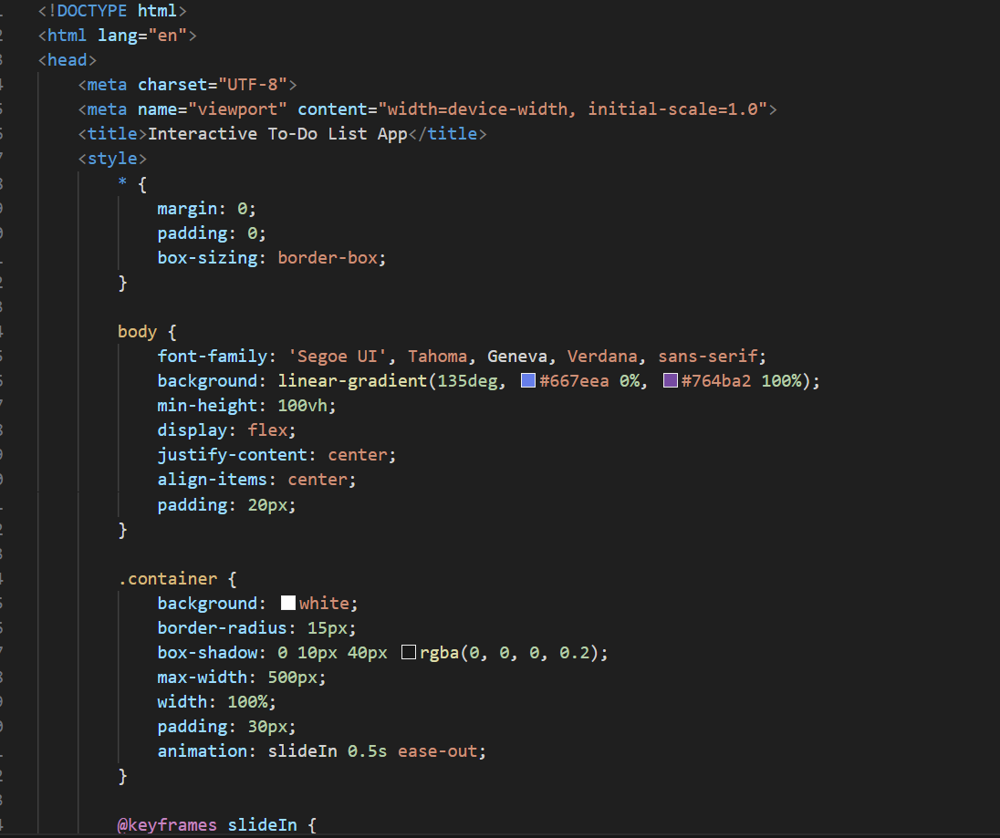 <!DOCTYPE html>
<html lang="en">
<head>
    <meta charset="UTF-8">
    <meta name="viewport" content="width=device-width, initial-scale=1.0">
    <title>Interactive To-Do List App</title>
    <style>
        * {
            margin: 0;
            padding: 0;
            box-sizing: border-box;
        }

        body {
            font-family: 'Segoe UI', Tahoma, Geneva, Verdana, sans-serif;
            background: linear-gradient(135deg, #667eea 0%, #764ba2 100%);
            min-height: 100vh;
            display: flex;
            justify-content: center;
            align-items: center;
            padding: 20px;
        }

        .container {
            background: white;
            border-radius: 15px;
            box-shadow: 0 10px 40px rgba(0, 0, 0, 0.2);
            max-width: 500px;
            width: 100%;
            padding: 30px;
            animation: slideIn 0.5s ease-out;
        }

        @keyframes slideIn {